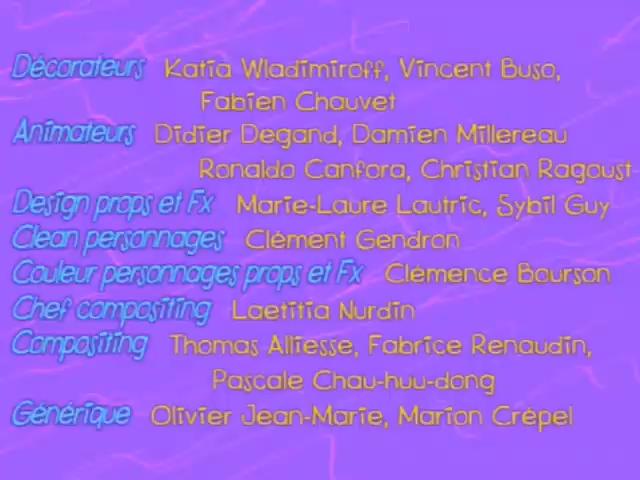 Décorateurs Katia Wladimiroff, Vincent Buso,
Fabien Chauvet
Animateurs Didier Degand, Damien Millereau
Ronaldo Canfora, Christian Ragoust
Design props et Fx Marie-Laure Lautric, Sybil Guy
Clean personnages Clément Gendron
Couleur personnages props et Fx Clémence Bourson
Chef compositing Laetitia Nurdin
Compositing Thomas Alliesse, Fabrice Renaudin,
Pascale Chau-huu-dong
Générique Olivier Jean-Marie, Marion Crépel